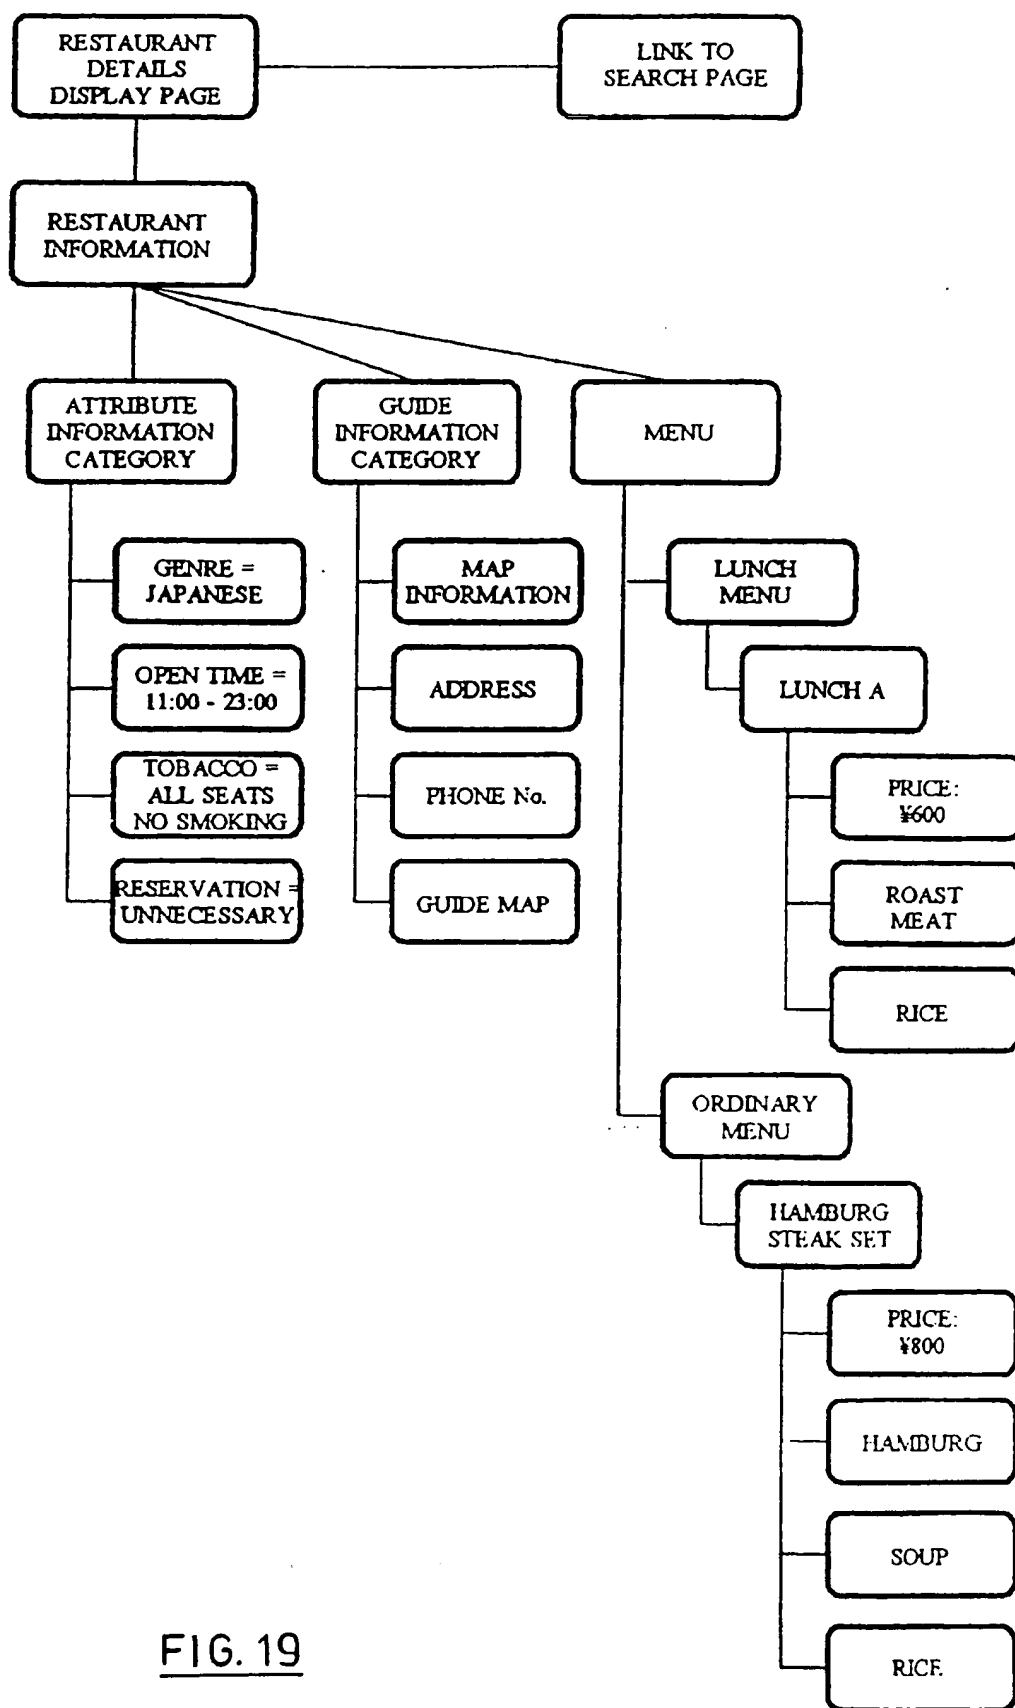 RESTAURANT
DETAILS
DISPLAY PAGE
LINK TO
SEARCH PAGE
RESTAURANT
INFORMATION
ATTRIBUTE
INFORMATION
CATEGORY
GUIDE
INFORMATION
CATEGORY
MENU
GENRE =
JAPANESE
OPEN TIME =
11:00 - 23:00
TOBACCO =
ALL SEATS
NO SMOKING
RESERVATION =
UNNECESSARY
MAP
INFORMATION
ADDRESS
PHONE No.
GUIDE MAP
LUNCH
MENU
LUNCH A
PRICE:
¥600
ROAST
MEAT
RICE
ORDINARY
MENU
HAMBURG
STEAK SET
PRICE:
¥800
HAMBURG
SOUP
RICE
FIG. 19